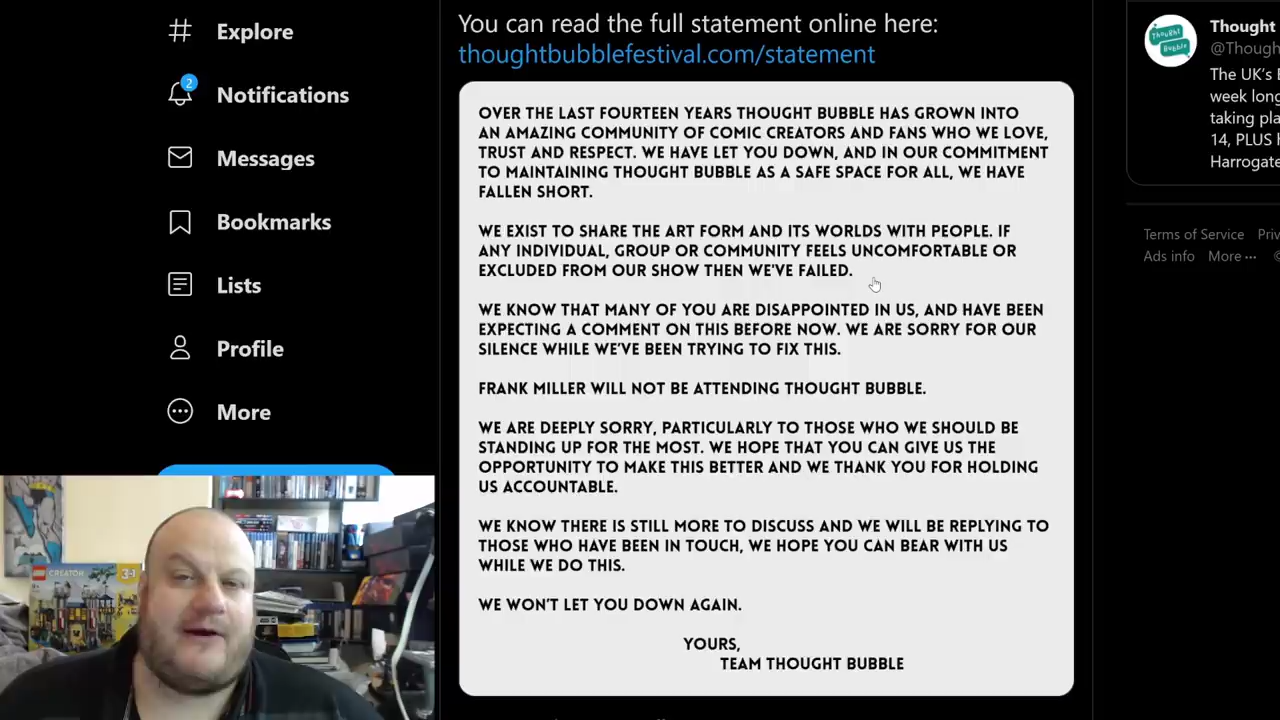 Explore
2
Notifications
Messages
Bookmarks
Lists
Profile
More
You can read the full statement online here:
thoughtbubblefestival.com/statement
OVER THE LAST FOURTEEN YEARS THOUGHT BUBBLE HAS GROWN INTO
AN AMAZING COMMUNITY OF COMIC CREATORS AND FANS WHO WE LOVE,
TRUST AND RESPECT. WE HAVE LET YOU DOWN, AND IN OUR COMMITMENT
TO MAINTAINING THOUGHT BUBBLE AS A SAFE SPACE FOR ALL, WE HAVE
FALLEN SHORT.
WE EXIST TO SHARE THE ART FORM AND ITS WORLDS WITH PEOPLE. IF
ANY INDIVIDUAL, GROUP OR COMMUNITY FEELS UNCOMFORTABLE OR
EXCLUDED FROM OUR SHOW THEN WE'VE FAILED.
WE KNOW THAT MANY OF YOU ARE DISAPPOINTED IN US, AND HAVE BEEN
EXPECTING A COMMENT ON THIS BEFORE NOW. WE ARE SORRY FOR OUR
SILENCE WHILE WE'VE BEEN TRYING TO FIX THIS.
FRANK MILLER WILL NOT BE ATTENDING THOUGHT BUBBLE.
WE ARE DEEPLY SORRY, PARTICULARLY TO THOSE WHO WE SHOULD BE
STANDING UP FOR THE MOST. WE HOPE THAT YOU CAN GIVE US THE
OPPORTUNITY TO MAKE THIS BETTER AND WE THANK YOU FOR HOLDING
US ACCOUNTABLE.
WE KNOW THERE IS STILL MORE TO DISCUSS AND WE WILL BE REPLYING TO
THOSE WHO HAVE BEEN IN TOUCH, WE HOPE YOU CAN BEAR WITH US
WHILE WE DO THIS.
WE WON'T LET YOU DOWN AGAIN.
YOURS,
TEAM THOUGHT BUBBLE
Thought Bubble
Thought
@Though
The UK's
week long
taking pla
14, PLUS
Harrogate
Terms of Service Priv
Ads info More ···
LEGO CREATOR 3in1